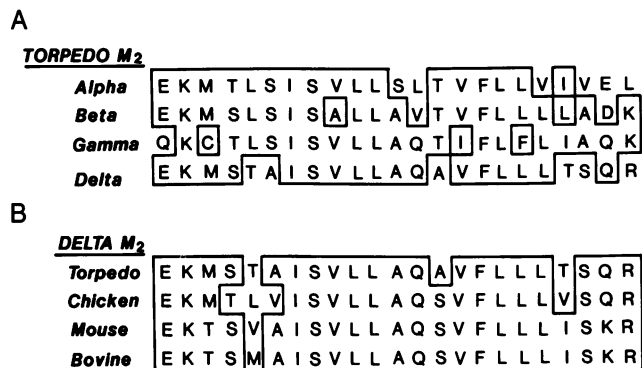 A
TORPEDO M2
Alpha E K M T L S I S V L L S L T V F L L V I V E L
Beta E K M S L S I S A L L A V T V F L L L L A D K
Gamma Q K C T L S I S V L L A Q T I F L F L I A Q K
Delta E K M S T A I S V L L A Q A V F L L L T S Q R
B
DELTA M2
Torpedo E K M S T A I S V L L A Q A V F L L L T S Q R
Chicken E K M T L V I S V L L A Q S V F L L L V S Q R
Mouse E K T S V A I S V L L A Q S V F L L L I S K R
Bovine E K T S M A I S V L L A Q S V F L L L I S K R